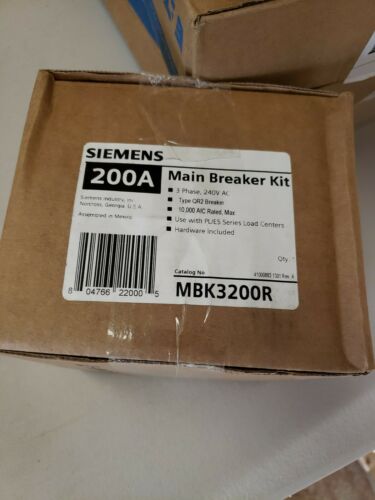 SIEMENS
200A
Siemens Industry, In
Norcross, Georgia, U.S.A.
Assembled in Mexico
Main Breaker Kit
3 Phase, 240V AC
Type QR2 Breaker
10,000 AIC Rated, Max
Use with PL/ES Series Load Centers
Hardware Included
Qty.
Catalog No
MBK3200R
8 04766 22000 5